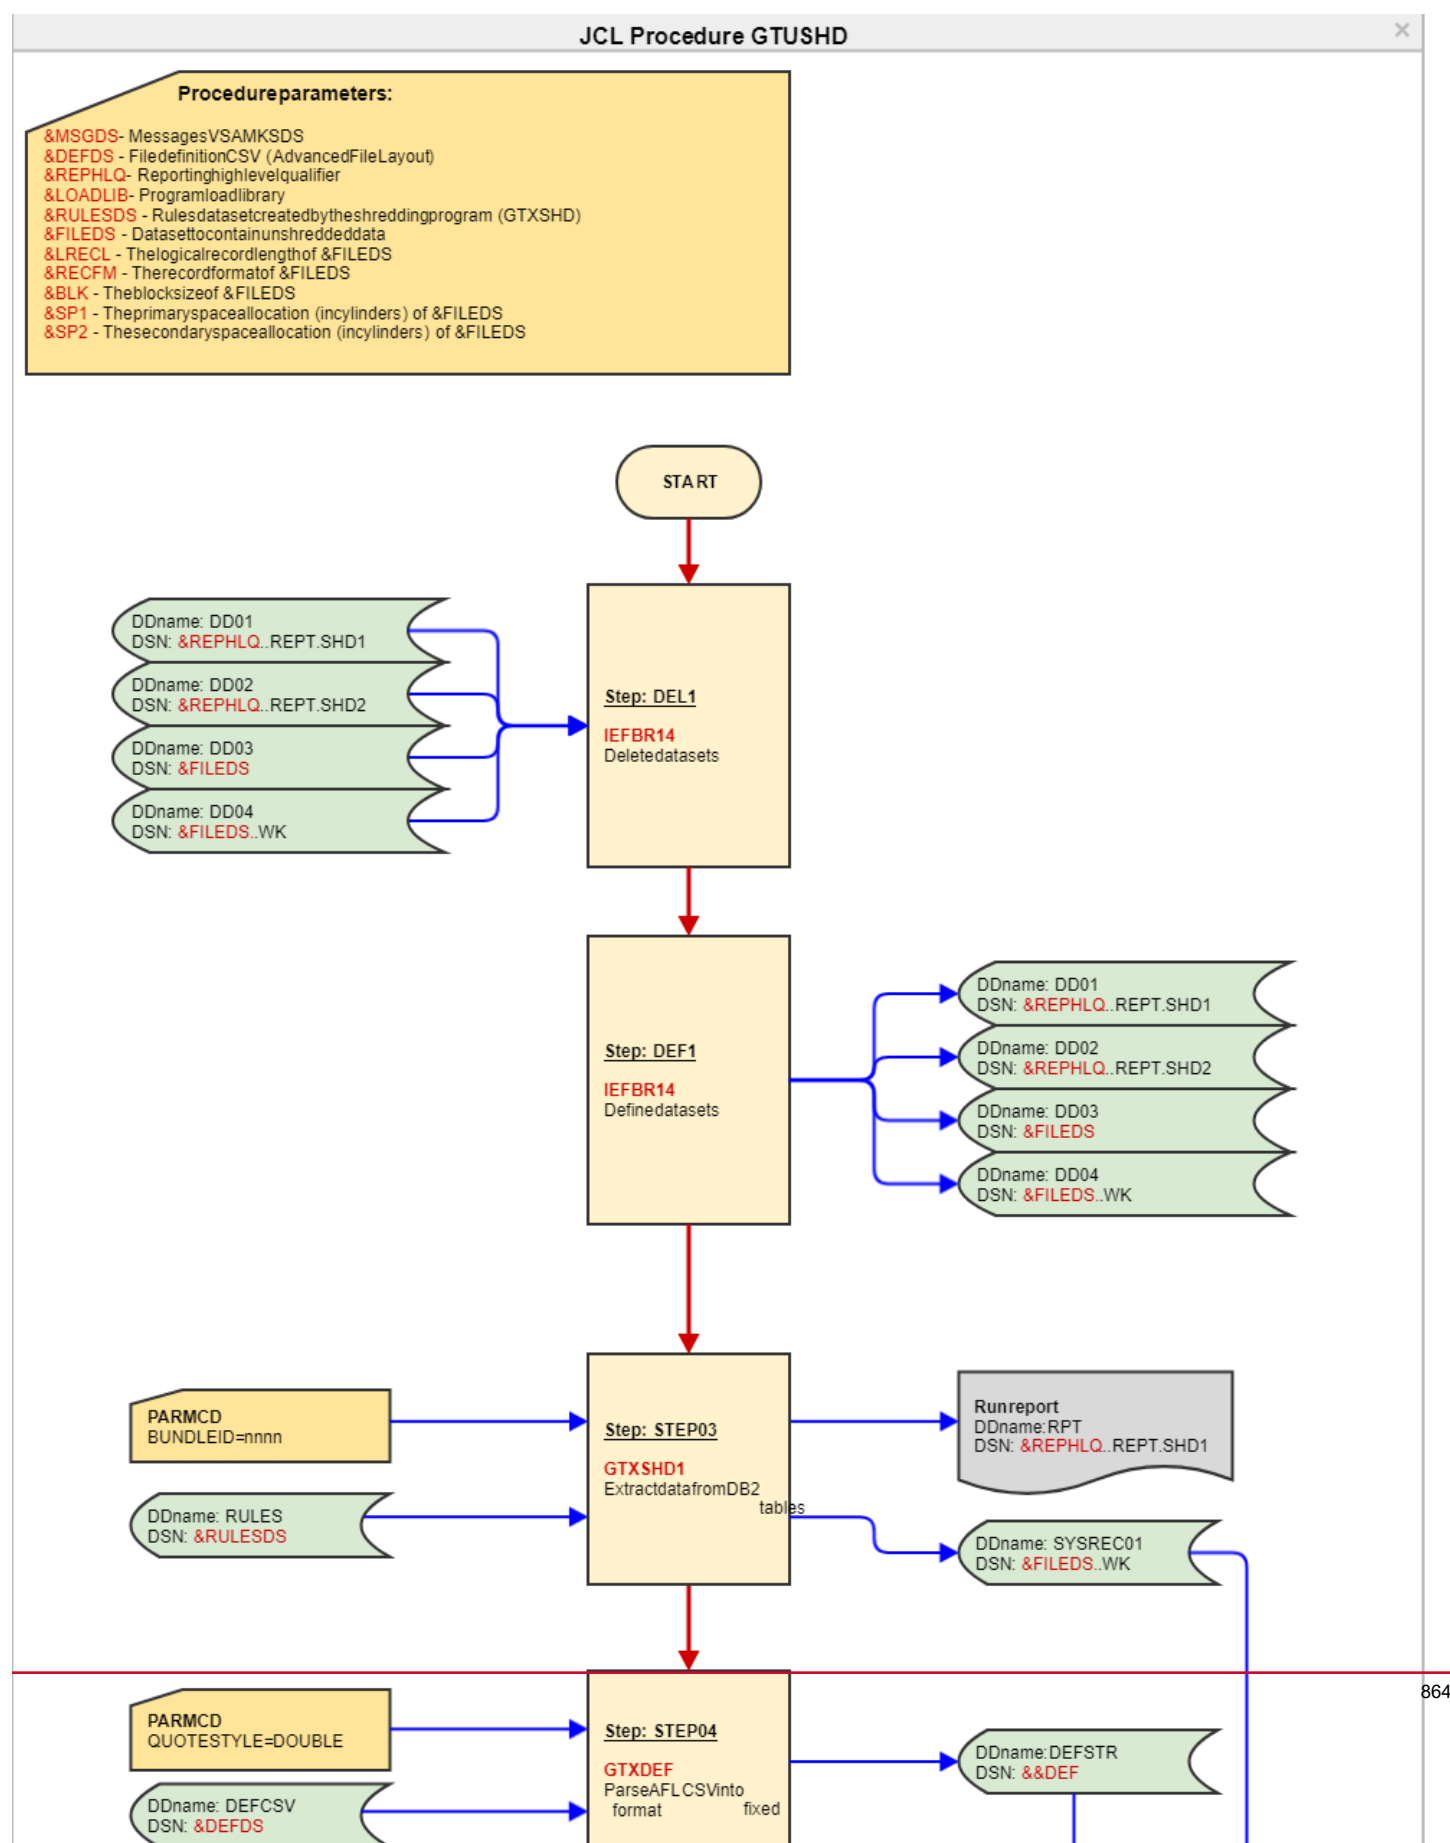 JCL Procedure GTUSHD
×
Procedureparameters:
&MSGDS- MessagesVSAMKSDS
&DEFDS - FiledefinitionCSV (AdvancedFileLayout)
&REPHLQ- Reportinghighlevelqualifier
&LOADLIB- Programloadlibrary
&RULESDS - Rulesdatasetcreatedbytheshreddingprogram (GTXSHD)
&FILEDS - Datasettocontainunshreddeddata
&LRECL - Thelogicalrecordlengthof &FILEDS
&RECFM - Therecordformatof &FILEDS
&BLK - Theblocksizeof &FILEDS
&SP1 - Theprimaryspaceallocation (incylinders) of &FILEDS
&SP2 - Thesecondaryspaceallocation (incylinders) of &FILEDS
START
DDname: DD01
DSN: &REPHLQ..REPT.SHD1
DDname: DD02
DSN: &REPHLQ..REPT.SHD2
DDname: DD03
DSN: &FILEDS
DDname: DD04
DSN: &FILEDS..WK
Step: DEL1
IEFBR14
Deletedatasets
Step: DEF1
IEFBR14
Definedatasets
DDname: DD01
DSN: &REPHLQ..REPT.SHD1
DDname: DD02
DSN: &REPHLQ..REPT.SHD2
DDname: DD03
DSN: &FILEDS
DDname: DD04
DSN: &FILEDS..WK
PARMCD
BUNDLEID=nnnn
DDname: RULES
DSN: &RULESDS
Step: STEP03
GTXSHD1
ExtractdatafromDB2
tables
Runreport
DDname:RPT
DSN: &REPHLQ..REPT.SHD1
DDname: SYSREC01
DSN: &FILEDS..WK
864
PARMCD
QUOTESTYLE=DOUBLE
DDname: DEFCSV
DSN: &DEFDS
Step: STEP04
GTXDEF
ParseAFLCSVinto
format fixed
DDname:DEFSTR
DSN: &&DEF